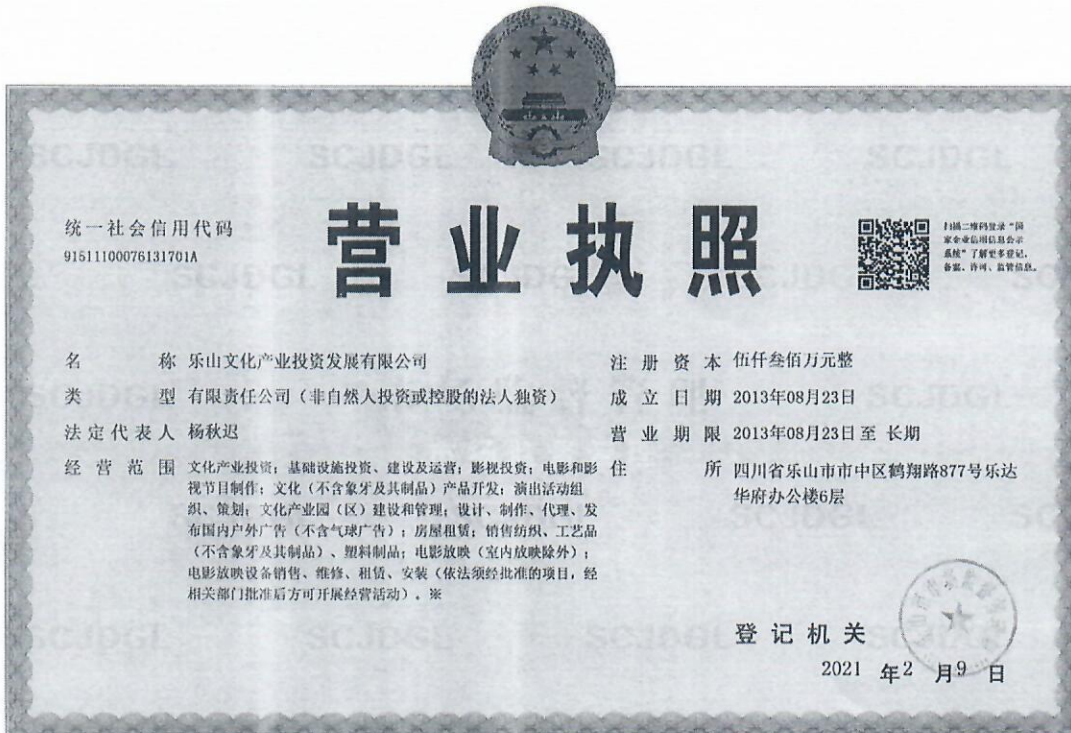 统一社会信用代码
91511100076131701A
营业执照
扫描二维码登录“国
家企业信用信息公示
系统”了解更多登记、
备案、许可、监管信息。
名称 乐山文化产业投资发展有限公司
类型 有限责任公司（非自然人投资或控股的法人独资）
法定代表人 杨秋迟
经营范围 文化产业投资；基础设施投资、建设及运营；影视投资；电影和影
视节目制作；文化（不含象牙及其制品）产品开发；演出活动组
织、策划；文化产业园（区）建设和管理；设计、制作、代理、发
布国内户外广告（不含气球广告）；房屋租赁；销售纺织、工艺品
（不含象牙及其制品）、塑料制品；电影放映（室内放映除外）；
电影放映设备销售、维修、租赁、安装（依法须经批准的项目，经
相关部门批准后方可开展经营活动）。※
注册资本 伍仟叁佰万元整
成立日期 2013年08月23日
营业期限 2013年08月23日至 长期
住所 四川省乐山市市中区鹤翔路877号乐达
华府办公楼6层
登记机关
2021 年2 月9 日
SCJDGL